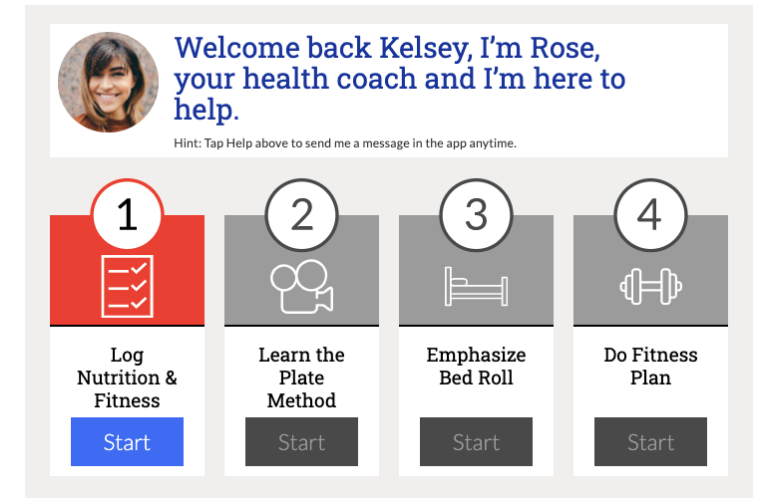 Welcome back Kelsey, I'm Rose,
your health coach and I'm here to
help.
Hint: Tap Help above to send me a message in the app anytime.
1
2
3
4
Log
Nutrition &
Fitness
Learn the
Plate
Method
Emphasize
Bed Roll
Do Fitness
Plan
Start
Start
Start
Start